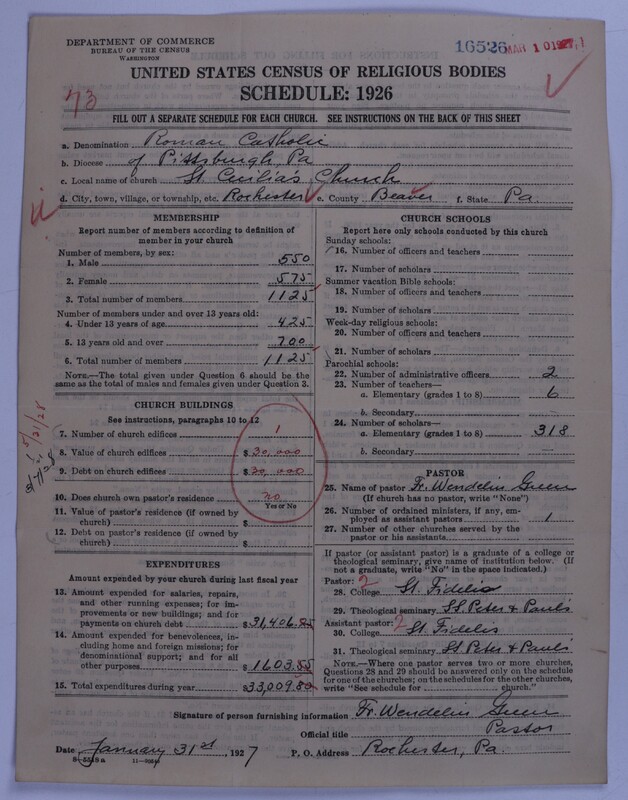 DEPARTMENT OF COMMERCE
BUREAU OF THE CENSUS
WASHINGTON
16526 MAR 10 1927
UNITED STATES CENSUS OF RELIGIOUS BODIES
SCHEDULE: 1926
73
FILL OUT A SEPARATE SCHEDULE FOR EACH CHURCH. SEE INSTRUCTIONS ON THE BACK OF THIS SHEET
a. Denomination Roman Catholic
b. Diocese of Pittsburgh, Pa
c. Local name of church St Cecilia's Church
d. City, town, village, or township, etc. Rochester e. County Beaver f. State Pa.
MEMBERSHIP
Report number of members according to definition of
member in your church
Number of members, by sex:
1. Male 550
2. Female 575
3. Total number of members 1125
Number of members under and over 13 years old:
4. Under 13 years of age 425
5. 13 years old and over 700
6. Total number of members 1125
NOTE.—The total given under Question 6 should be the
same as the total of males and females given under Question 3.
CHURCH BUILDINGS
See instructions, paragraphs 10 to 12
7. Number of church edifices 1
8. Value of church edifices $30,000
9. Debt on church edifices $30,000
10. Does church own pastor's residence no
Yes or No
11. Value of pastor's residence (if owned by
church) $
12. Debt on pastor's residence (if owned by
church) $
EXPENDITURES
Amount expended by your church during last fiscal year
13. Amount expended for salaries, repairs,
and other running expenses; for im-
provements or new buildings; and for
payments on church debt $31,406.
14. Amount expended for benevolences,
including home and foreign missions; for
denominational support; and for all
other purposes $1603.
15. Total expenditures during year $33,009.
CHURCH SCHOOLS
Report here only schools conducted by this church
Sunday schools:
16. Number of officers and teachers
17. Number of scholars
Summer vacation Bible schools:
18. Number of officers and teachers
19. Number of scholars
Week-day religious schools:
20. Number of officers and teachers
21. Number of scholars
Parochial schools:
22. Number of administrative officers 2
23. Number of teachers—
a. Elementary (grades 1 to 8) 6
b. Secondary
24. Number of scholars—
a. Elementary (grades 1 to 8) 318
b. Secondary
PASTOR
25. Name of pastor Fr. Wendelin Green
(If church has no pastor, write "None")
26. Number of ordained ministers, if any, em-
ployed as assistant pastors 1
27. Number of other churches served by the
pastor or his assistants
If pastor (or assistant pastor) is a graduate of a college or
theological seminary, give name of institution below. (If
not a graduate, write "No" in the space indicated.)
Pastor: 2
28. College St. Fidelis
29. Theological seminary SS Peter & Paul's
Assistant pastor: 2
30. College St Fidelis
31. Theological seminary SS Peter & Paul's
NOTE.—Where one pastor serves two or more churches,
Questions 28 and 29 should be answered only on the schedule
for one of the churches; on the schedules for the other churches,
write "See schedule for church."
Signature of person furnishing information Fr. Wendelin Green
Official title Pastor
Date January 31st, 1927 P. O. Address Rochester, Pa.